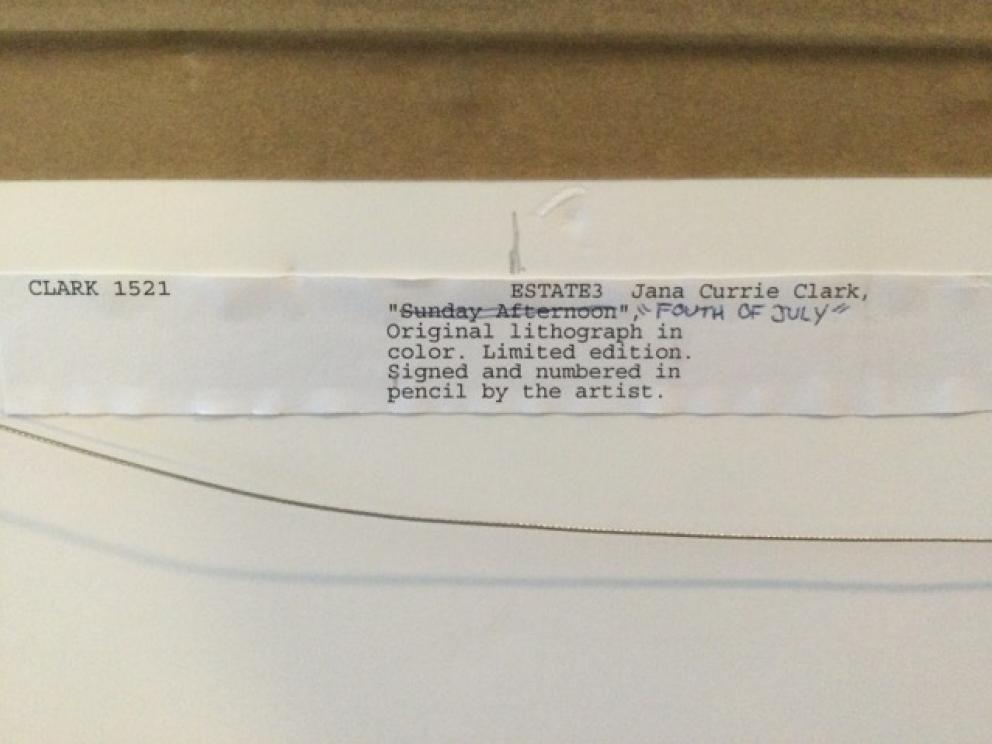 CLARK 1521 ESTATE3 Jana Currie Clark,
"Sunday Afternoon", "FOUTH OF JULY"
Original lithograph in
color. Limited edition.
Signed and numbered in
pencil by the artist.